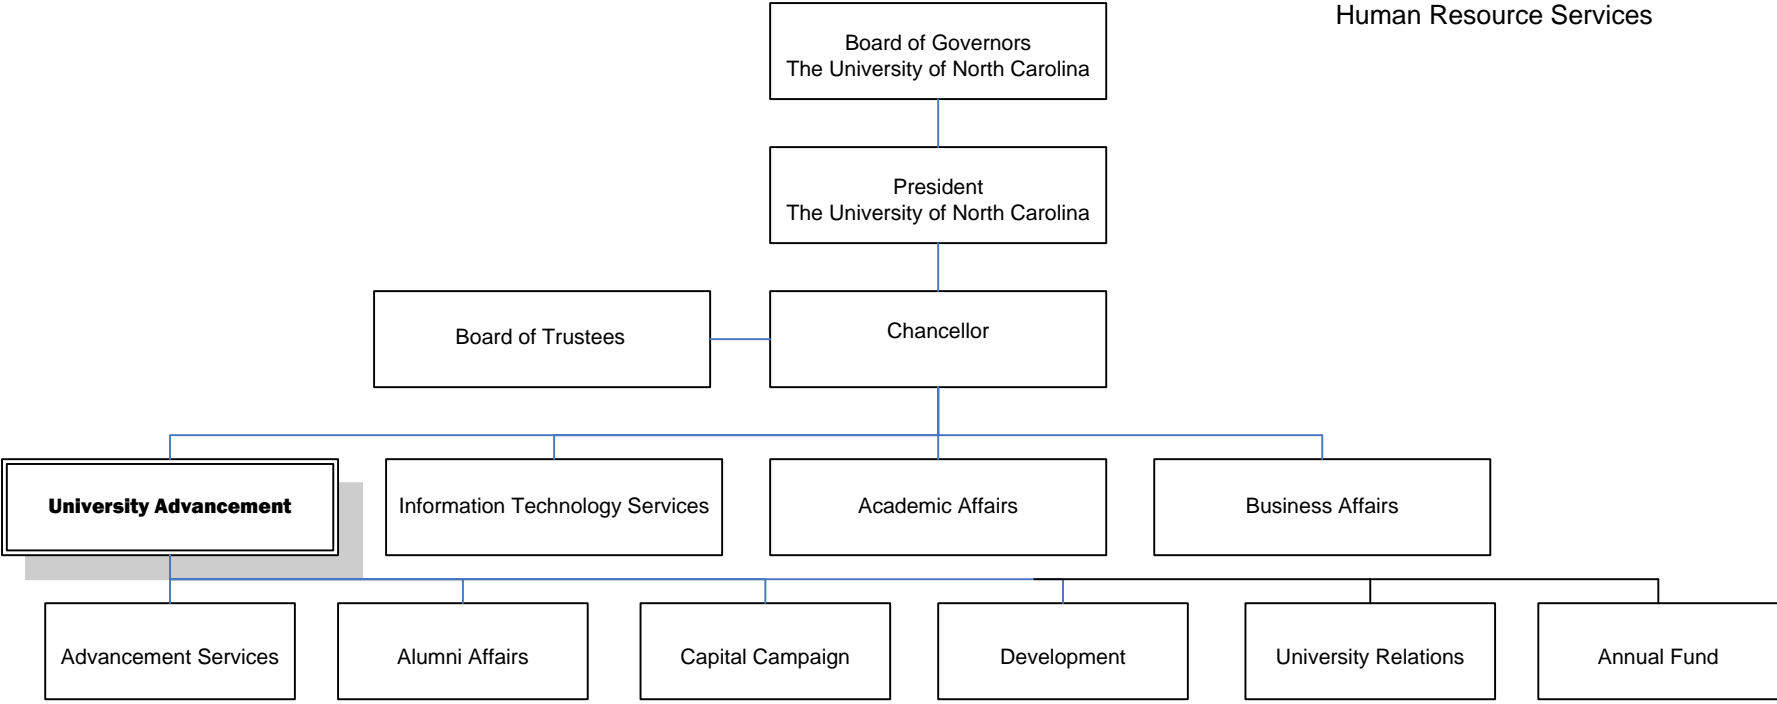 Human Resource Services
Board of Governors
The University of North Carolina
President
The University of North Carolina
Board of Trustees
Chancellor
University Advancement
Information Technology Services
Academic Affairs
Business Affairs
Advancement Services
Alumni Affairs
Capital Campaign
Development
University Relations
Annual Fund